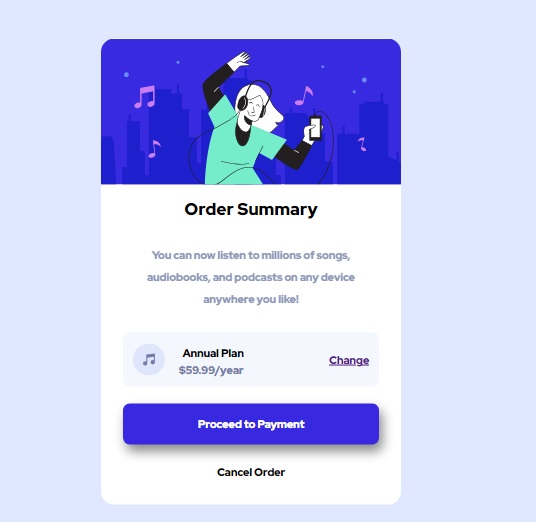 Order Summary
You can now listen to millions of songs,
audiobooks, and podcasts on any device
anywhere you like!
Annual Plan
$59.99/year
Change
Proceed to Payment
Cancel Order